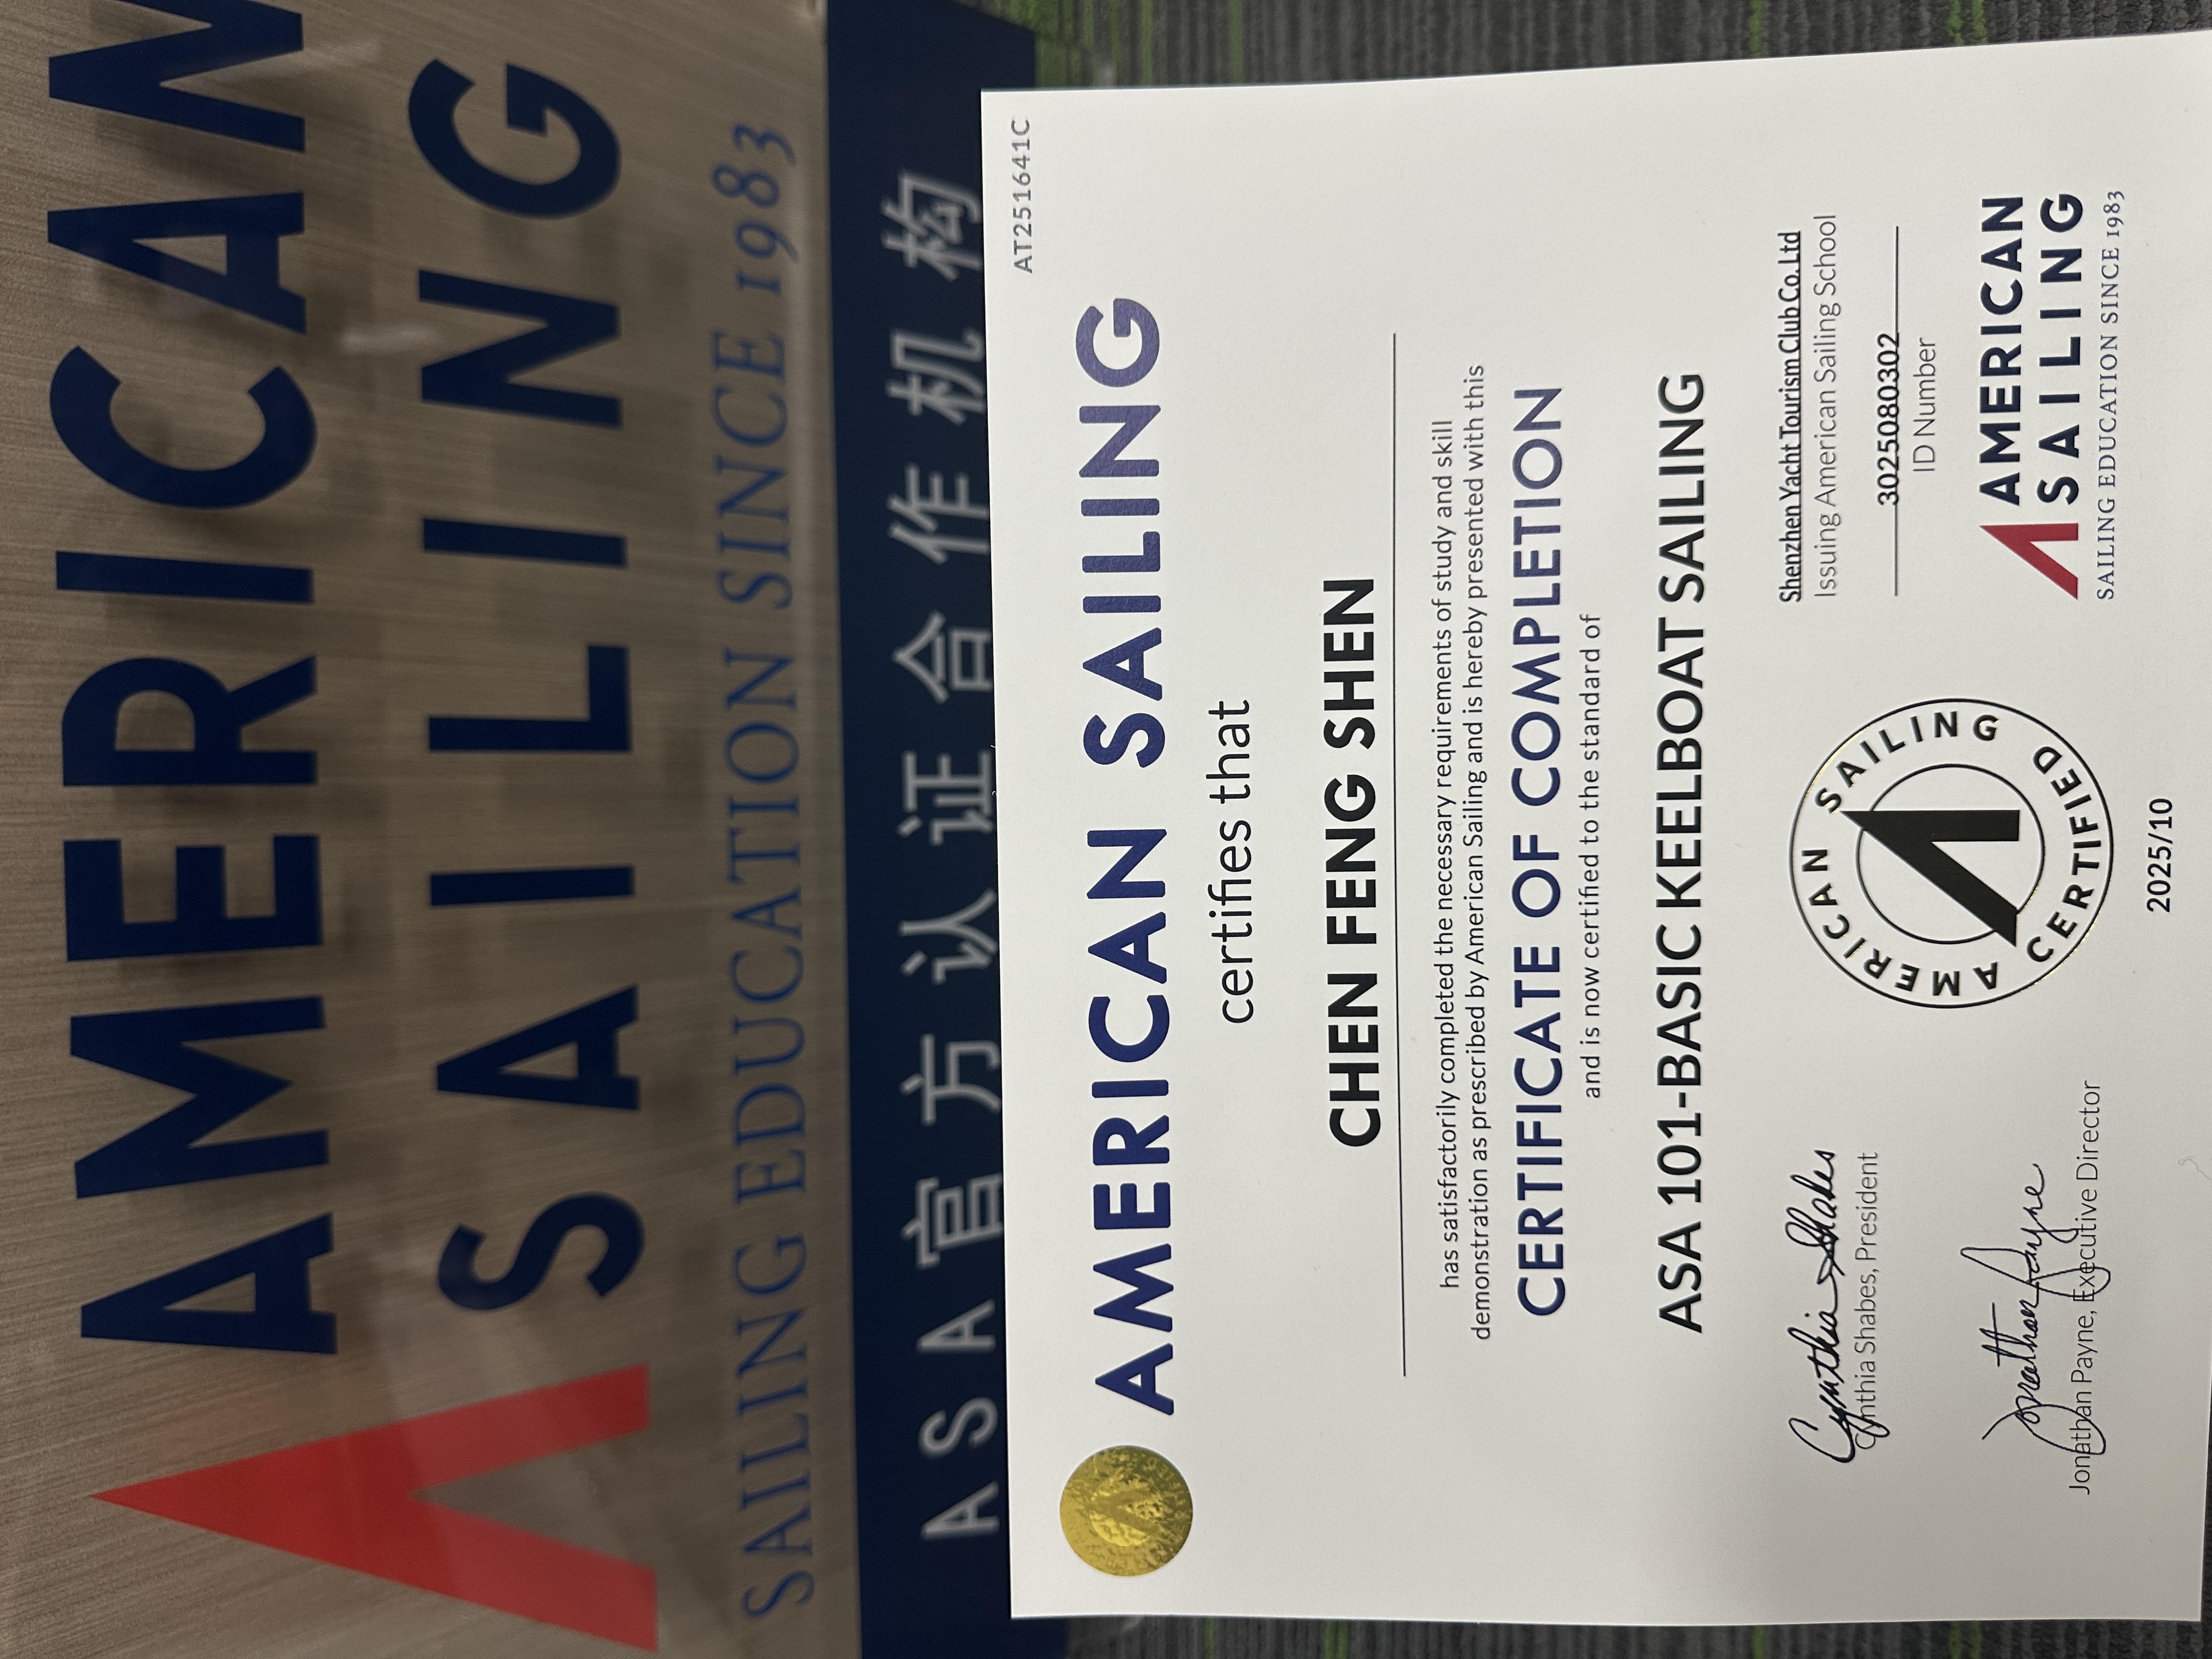 AMERICAN
SAILING
SAILING EDUCATION SINCE 1983
ASA官方认证合作机构
AT251641C
AMERICAN SAILING
certifies that
CHEN FENG SHEN
has satisfactorily completed the necessary requirements of study and skill
demonstration as prescribed by American Sailing and is hereby presented with this
CERTIFICATE OF COMPLETION
and is now certified to the standard of
ASA 101-BASIC KEELBOAT SAILING
Cynthia Shabes
Cynthia Shabes, President
Jonathan Payne
Jonathan Payne, Executive Director
AMERICAN SAILING
CERTIFIED
2025/10
Shenzhen Yacht Tourism Club Co.Ltd
Issuing American Sailing School
3025080302
ID Number
AMERICAN
SAILING
SAILING EDUCATION SINCE 1983